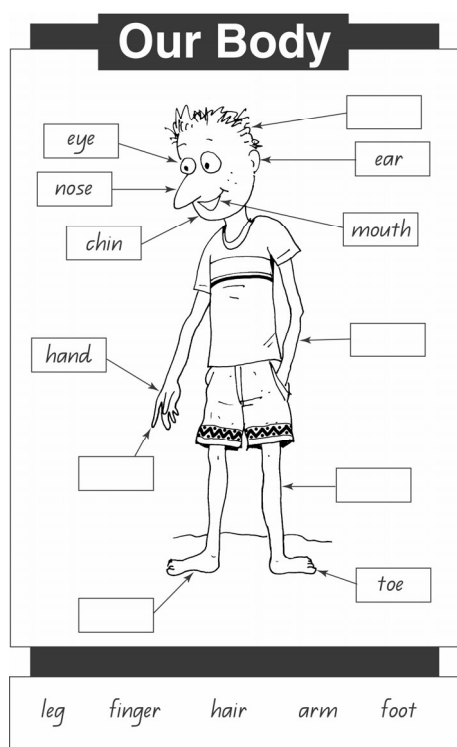 Our Body
eye
ear
nose
mouth
chin
hand
toe
leg finger hair arm foot